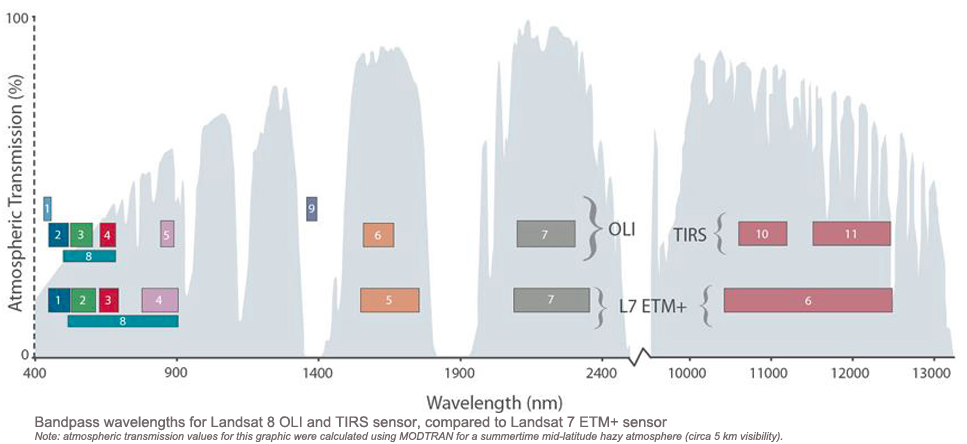 100
Atmospheric Transmission (%)
0
1
9
2 3 4 5 6 7 OLI TIRS 10 11
8
1 2 3 4 5 7 L7 ETM+ 6
8
400 900 1400 1900 2400 10000 11000 12000 13000
Wavelength (nm)
Bandpass wavelengths for Landsat 8 OLI and TIRS sensor, compared to Landsat 7 ETM+ sensor
Note: atmospheric transmission values for this graphic were calculated using MODTRAN for a summertime mid-latitude hazy atmosphere (circa 5 km visibility).